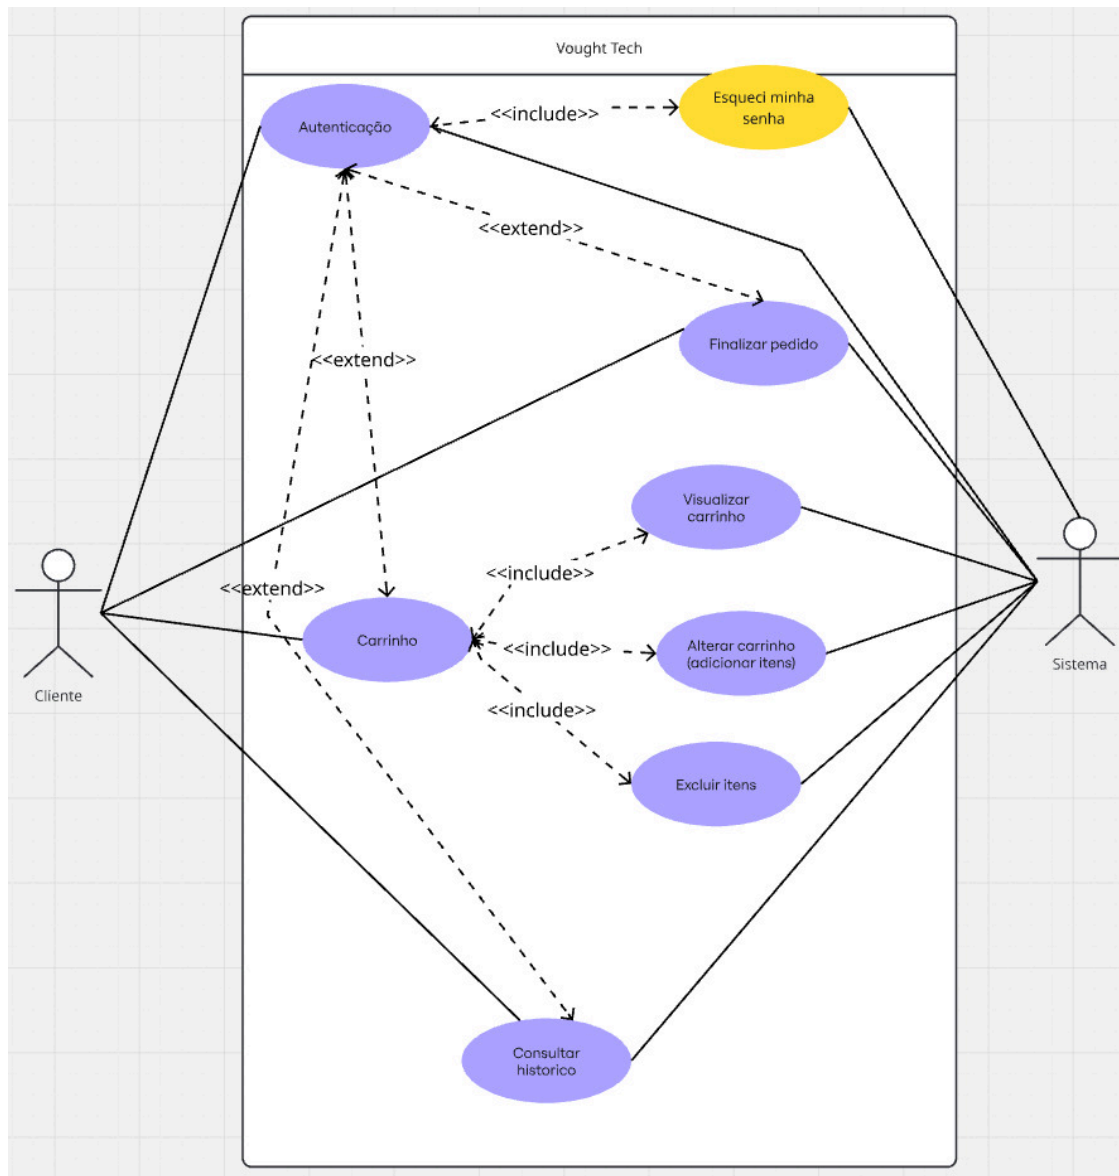 Vought Tech
Autenticação
<<include>>
Esqueci minha
senha
<<extend>>
Finalizar pedido
<<extend>>
Visualizar
carrinho
<<include>>
<<extend>>
Carrinho
<<include>>
Alterar carrinho
(adicionar itens)
Cliente
Sistema
<<include>>
Excluir itens
Consultar
historico